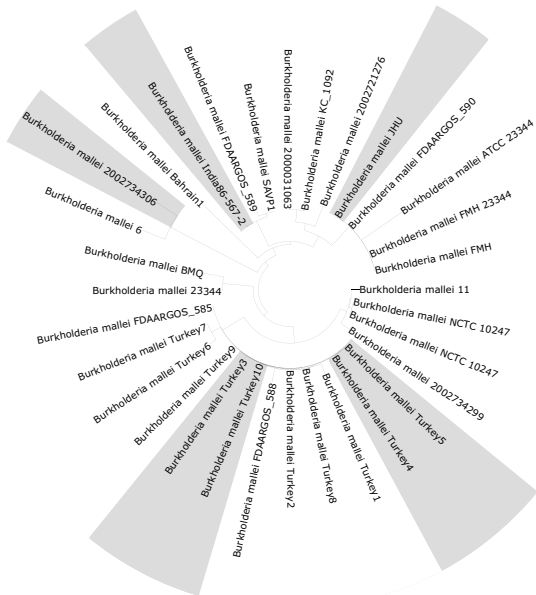 Burkholderia mallei 11
Burkholderia mallei FMH
Burkholderia mallei FMH 23344
Burkholderia mallei ATCC 23344
Burkholderia mallei FDAARGOS_590
Burkholderia mallei JHU
Burkholderia mallei 2002721276
Burkholderia mallei KC_1092
Burkholderia mallei 2000031063
Burkholderia mallei SAVP1
Burkholderia mallei FDAARGOS_589
Burkholderia mallei India86-567-2
Burkholderia mallei Bahrain1
Burkholderia mallei 2002734306
Burkholderia mallei 6
Burkholderia mallei BMQ
Burkholderia mallei 23344
Burkholderia mallei FDAARGOS_585
Burkholderia mallei Turkey7
Burkholderia mallei Turkey6
Burkholderia mallei Turkey9
Burkholderia mallei Turkey3
Burkholderia mallei Turkey10
Burkholderia mallei FDAARGOS_588
Burkholderia mallei Turkey2
Burkholderia mallei Turkey8
Burkholderia mallei Turkey1
Burkholderia mallei Turkey4
Burkholderia mallei Turkey5
Burkholderia mallei 2002734299
Burkholderia mallei NCTC 10247
Burkholderia mallei NCTC 10247